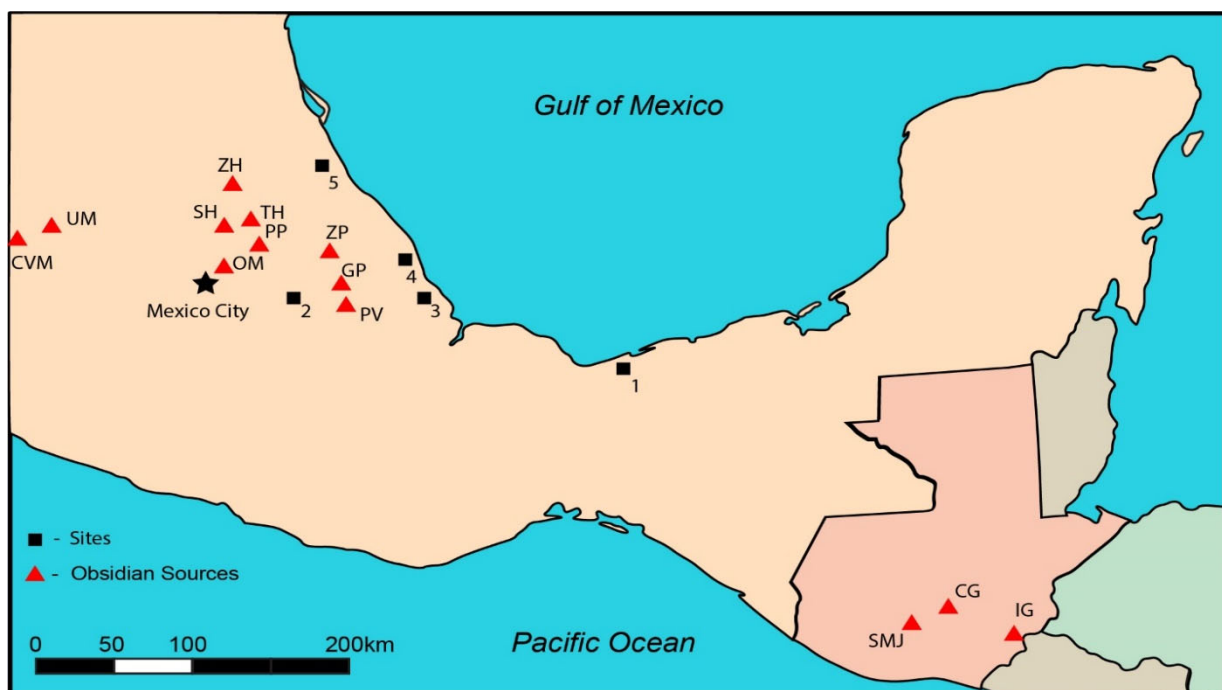 Gulf of Mexico
ZH
5
UM
SH
TH
PP
ZP
CVM
OM
4
GP
Mexico City
2
PV
3
1
- Sites
- Obsidian Sources
CG
IG
SMJ
0 50 100 200km
Pacific Ocean